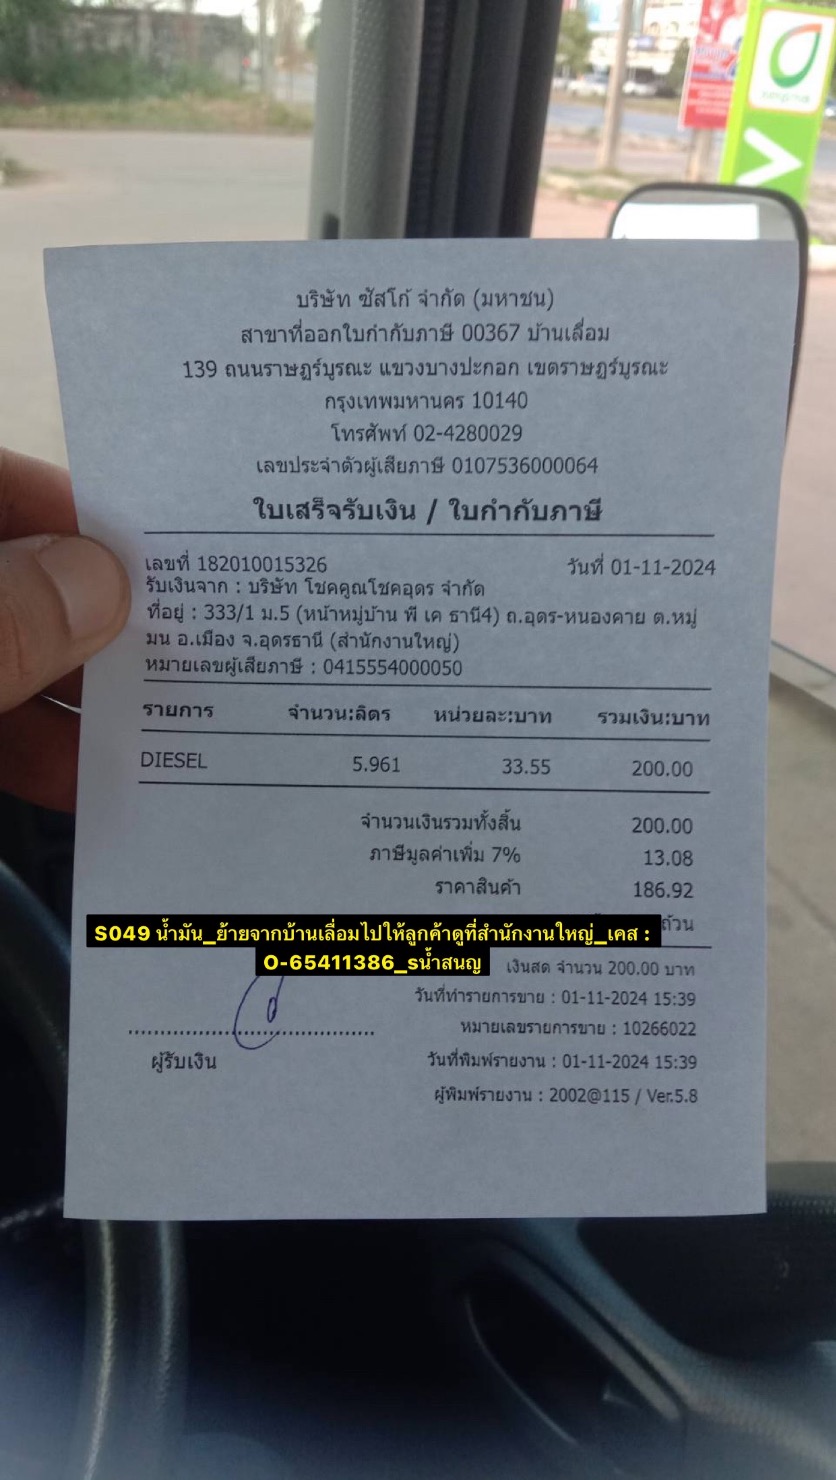 บริษัท ซัสโก้ จำกัด (มหาชน)
สาขาที่ออกใบกำกับภาษี 00367 บ้านเลื่อม
139 ถนนราษฎร์บูรณะ แขวงบางปะกอก เขตราษฎร์บูรณะ
กรุงเทพมหานคร 10140
โทรศัพท์ 02-4280029
เลขประจำตัวผู้เสียภาษี 0107536000064
ใบเสร็จรับเงิน / ใบกำกับภาษี
เลขที่ 182010015326 วันที่ 01-11-2024
รับเงินจาก : บริษัท โชคคูณโชคอุดร จำกัด
ที่อยู่ : 333/1 ม.5 (หน้าหมู่บ้าน พี เค ธานี4) ถ.อุดร-หนองคาย ต.หมู่
มน อ.เมือง จ.อุดรธานี (สำนักงานใหญ่)
หมายเลขผู้เสียภาษี : 0415554000050
รายการ จำนวน:ลิตร หน่วยละ:บาท รวมเงิน:บาท
DIESEL 5.961 33.55 200.00
จำนวนเงินรวมทั้งสิ้น 200.00
ภาษีมูลค่าเพิ่ม 7% 13.08
ราคาสินค้า 186.92
ถ้วน
S049 น้ำมัน_ย้ายจากบ้านเลื่อมไปให้ลูกค้าดูที่สำนักงานใหญ่_เคส :
O-65411386_sน้ำสนญ
เงินสด จำนวน 200.00 บาท
วันที่ทำรายการขาย : 01-11-2024 15:39
หมายเลขรายการขาย : 10266022
ผู้รับเงิน
วันที่พิมพ์รายงาน : 01-11-2024 15:39
ผู้พิมพ์รายงาน : 2002@115 / Ver.5.8